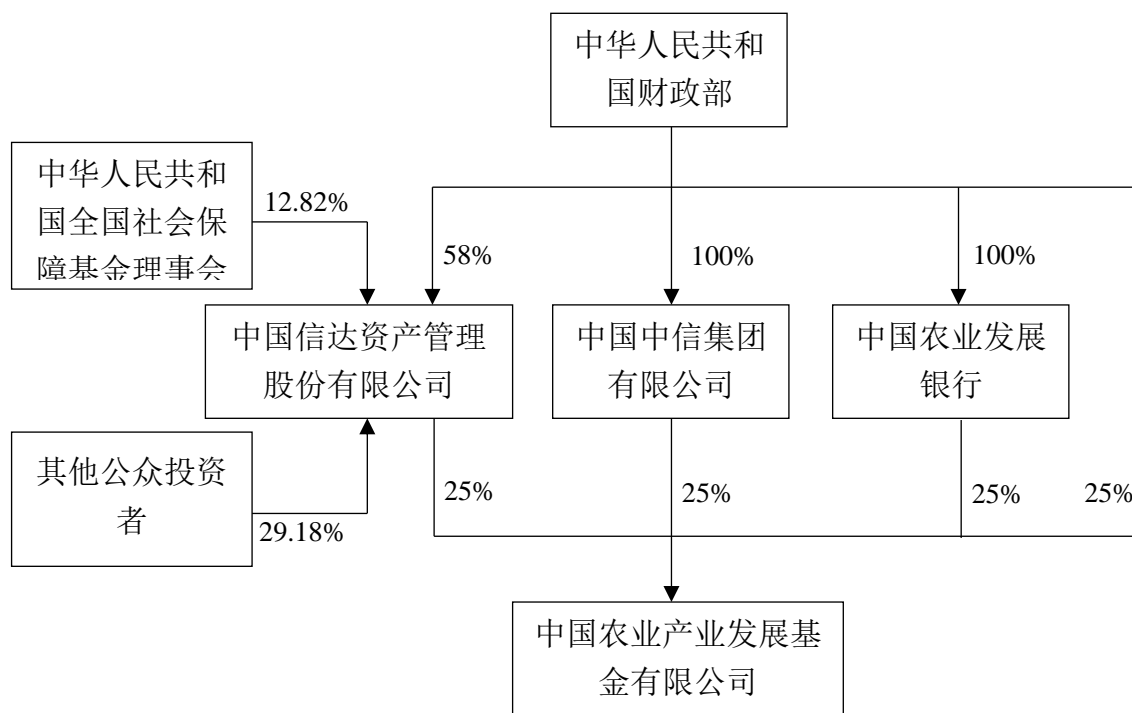 中华人民共和
国财政部
中华人民共和
国全国社会保
障基金理事会
12.82%
58%
100%
100%
中国信达资产管理
股份有限公司
中国中信集团
有限公司
中国农业发展
银行
其他公众投资
者
29.18%
25%
25%
25%
25%
中国农业产业发展基
金有限公司